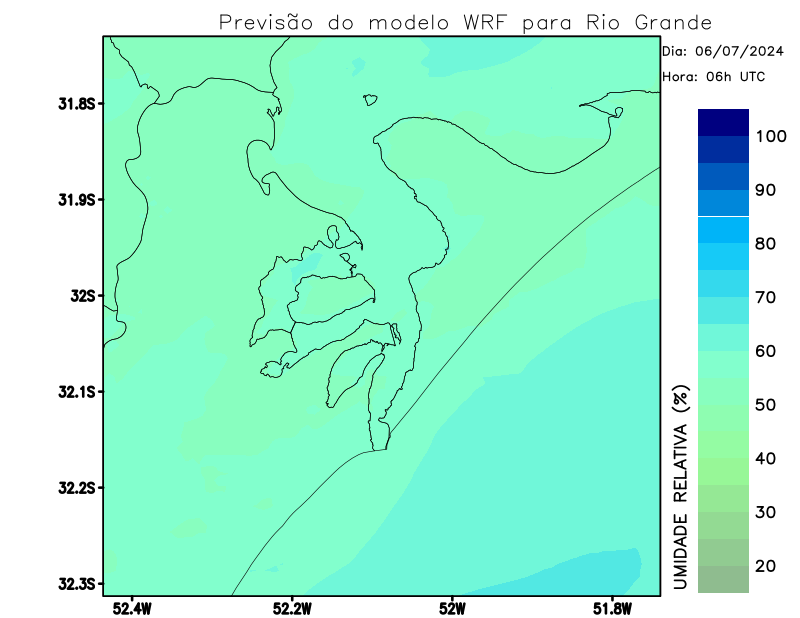 Previsão do modelo WRF para Rio Grande
Dia: 06/07/2024
Hora: 06h UTC
31.8S
31.9S
32S
32.1S
32.2S
32.3S
52.4W
52.2W
52W
51.8W
100
90
80
70
60
50
40
30
20
UMIDADE RELATIVA (%)